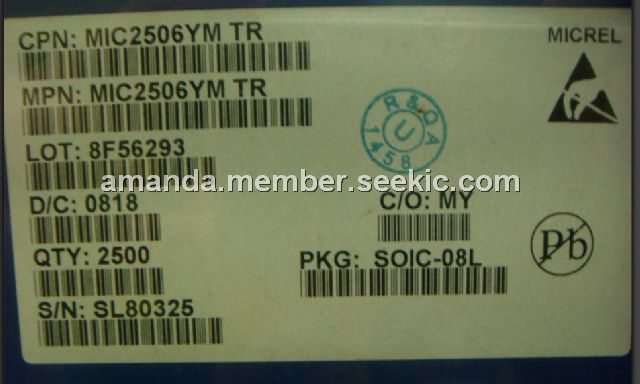 CPN: MIC2506YM TR
MICREL
MPN: MIC2506YM TR
R & QA
U
1458
LOT: 8F56293
amanda.member.seekic.com
D/C: 0818
C/O: MY
QTY: 2500
PKG: SOIC-08L
Pb
S/N: SL80325